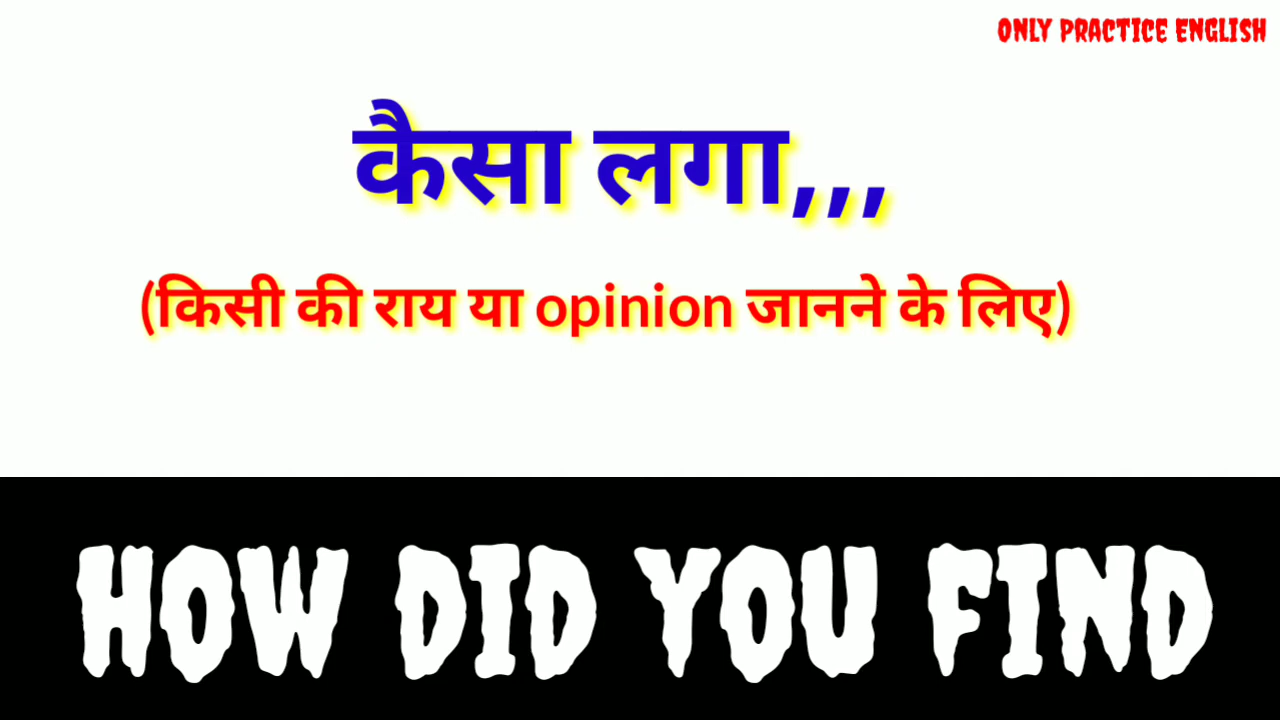 ONLY PRACTICE ENGLISH
कैसा लगा,,,
(किसी की राय या opinion जानने के लिए)
HOW DID YOU FIND